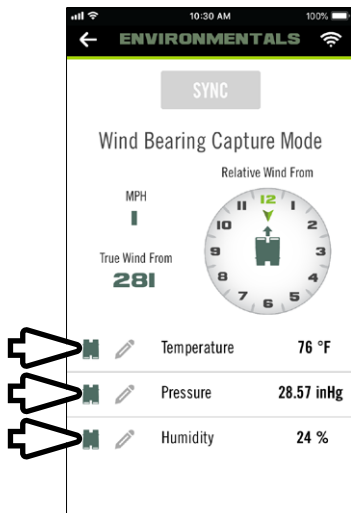 10:30 AM 100%
ENVIRONMENTALS
SYNC
Wind Bearing Capture Mode
Relative Wind From
MPH
1
True Wind From
281
12
1
2
3
4
5
6
7
8
9
10
11
Temperature 76 °F
Pressure 28.57 inHg
Humidity 24 %